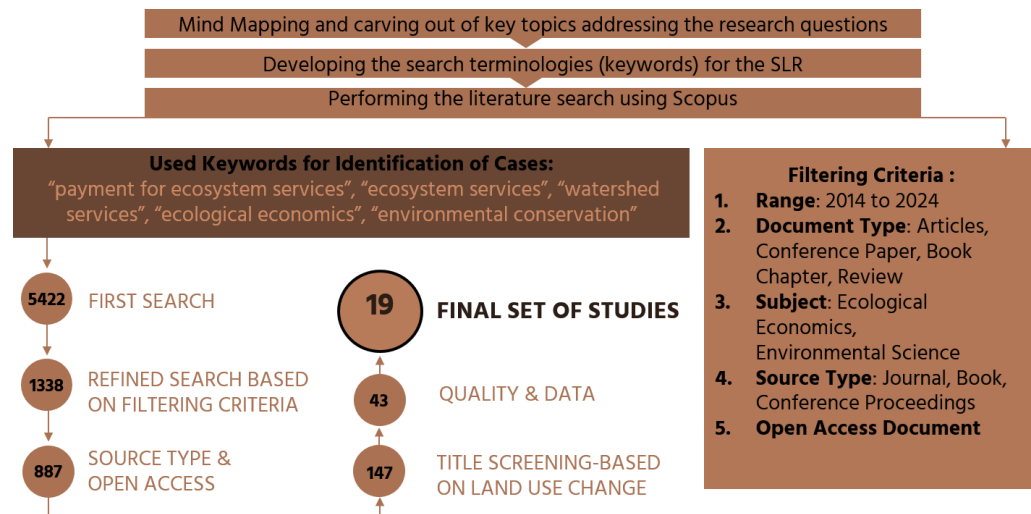 Mind Mapping and carving out of key topics addressing the research questions
Developing the search terminologies (keywords) for the SLR
Performing the literature search using Scopus
Used Keywords for Identification of Cases:
“payment for ecosystem services”, “ecosystem services”, “watershed
services”, “ecological economics”, “environmental conservation”
5422
FIRST SEARCH
1338
REFINED SEARCH BASED
ON FILTERING CRITERIA
887
SOURCE TYPE &
OPEN ACCESS
19
FINAL SET OF STUDIES
43
QUALITY & DATA
147
TITLE SCREENING-BASED
ON LAND USE CHANGE
Filtering Criteria :
1. Range: 2014 to 2024
2. Document Type: Articles,
Conference Paper, Book
Chapter, Review
3. Subject: Ecological
Economics,
Environmental Science
4. Source Type: Journal, Book,
Conference Proceedings
5. Open Access Document